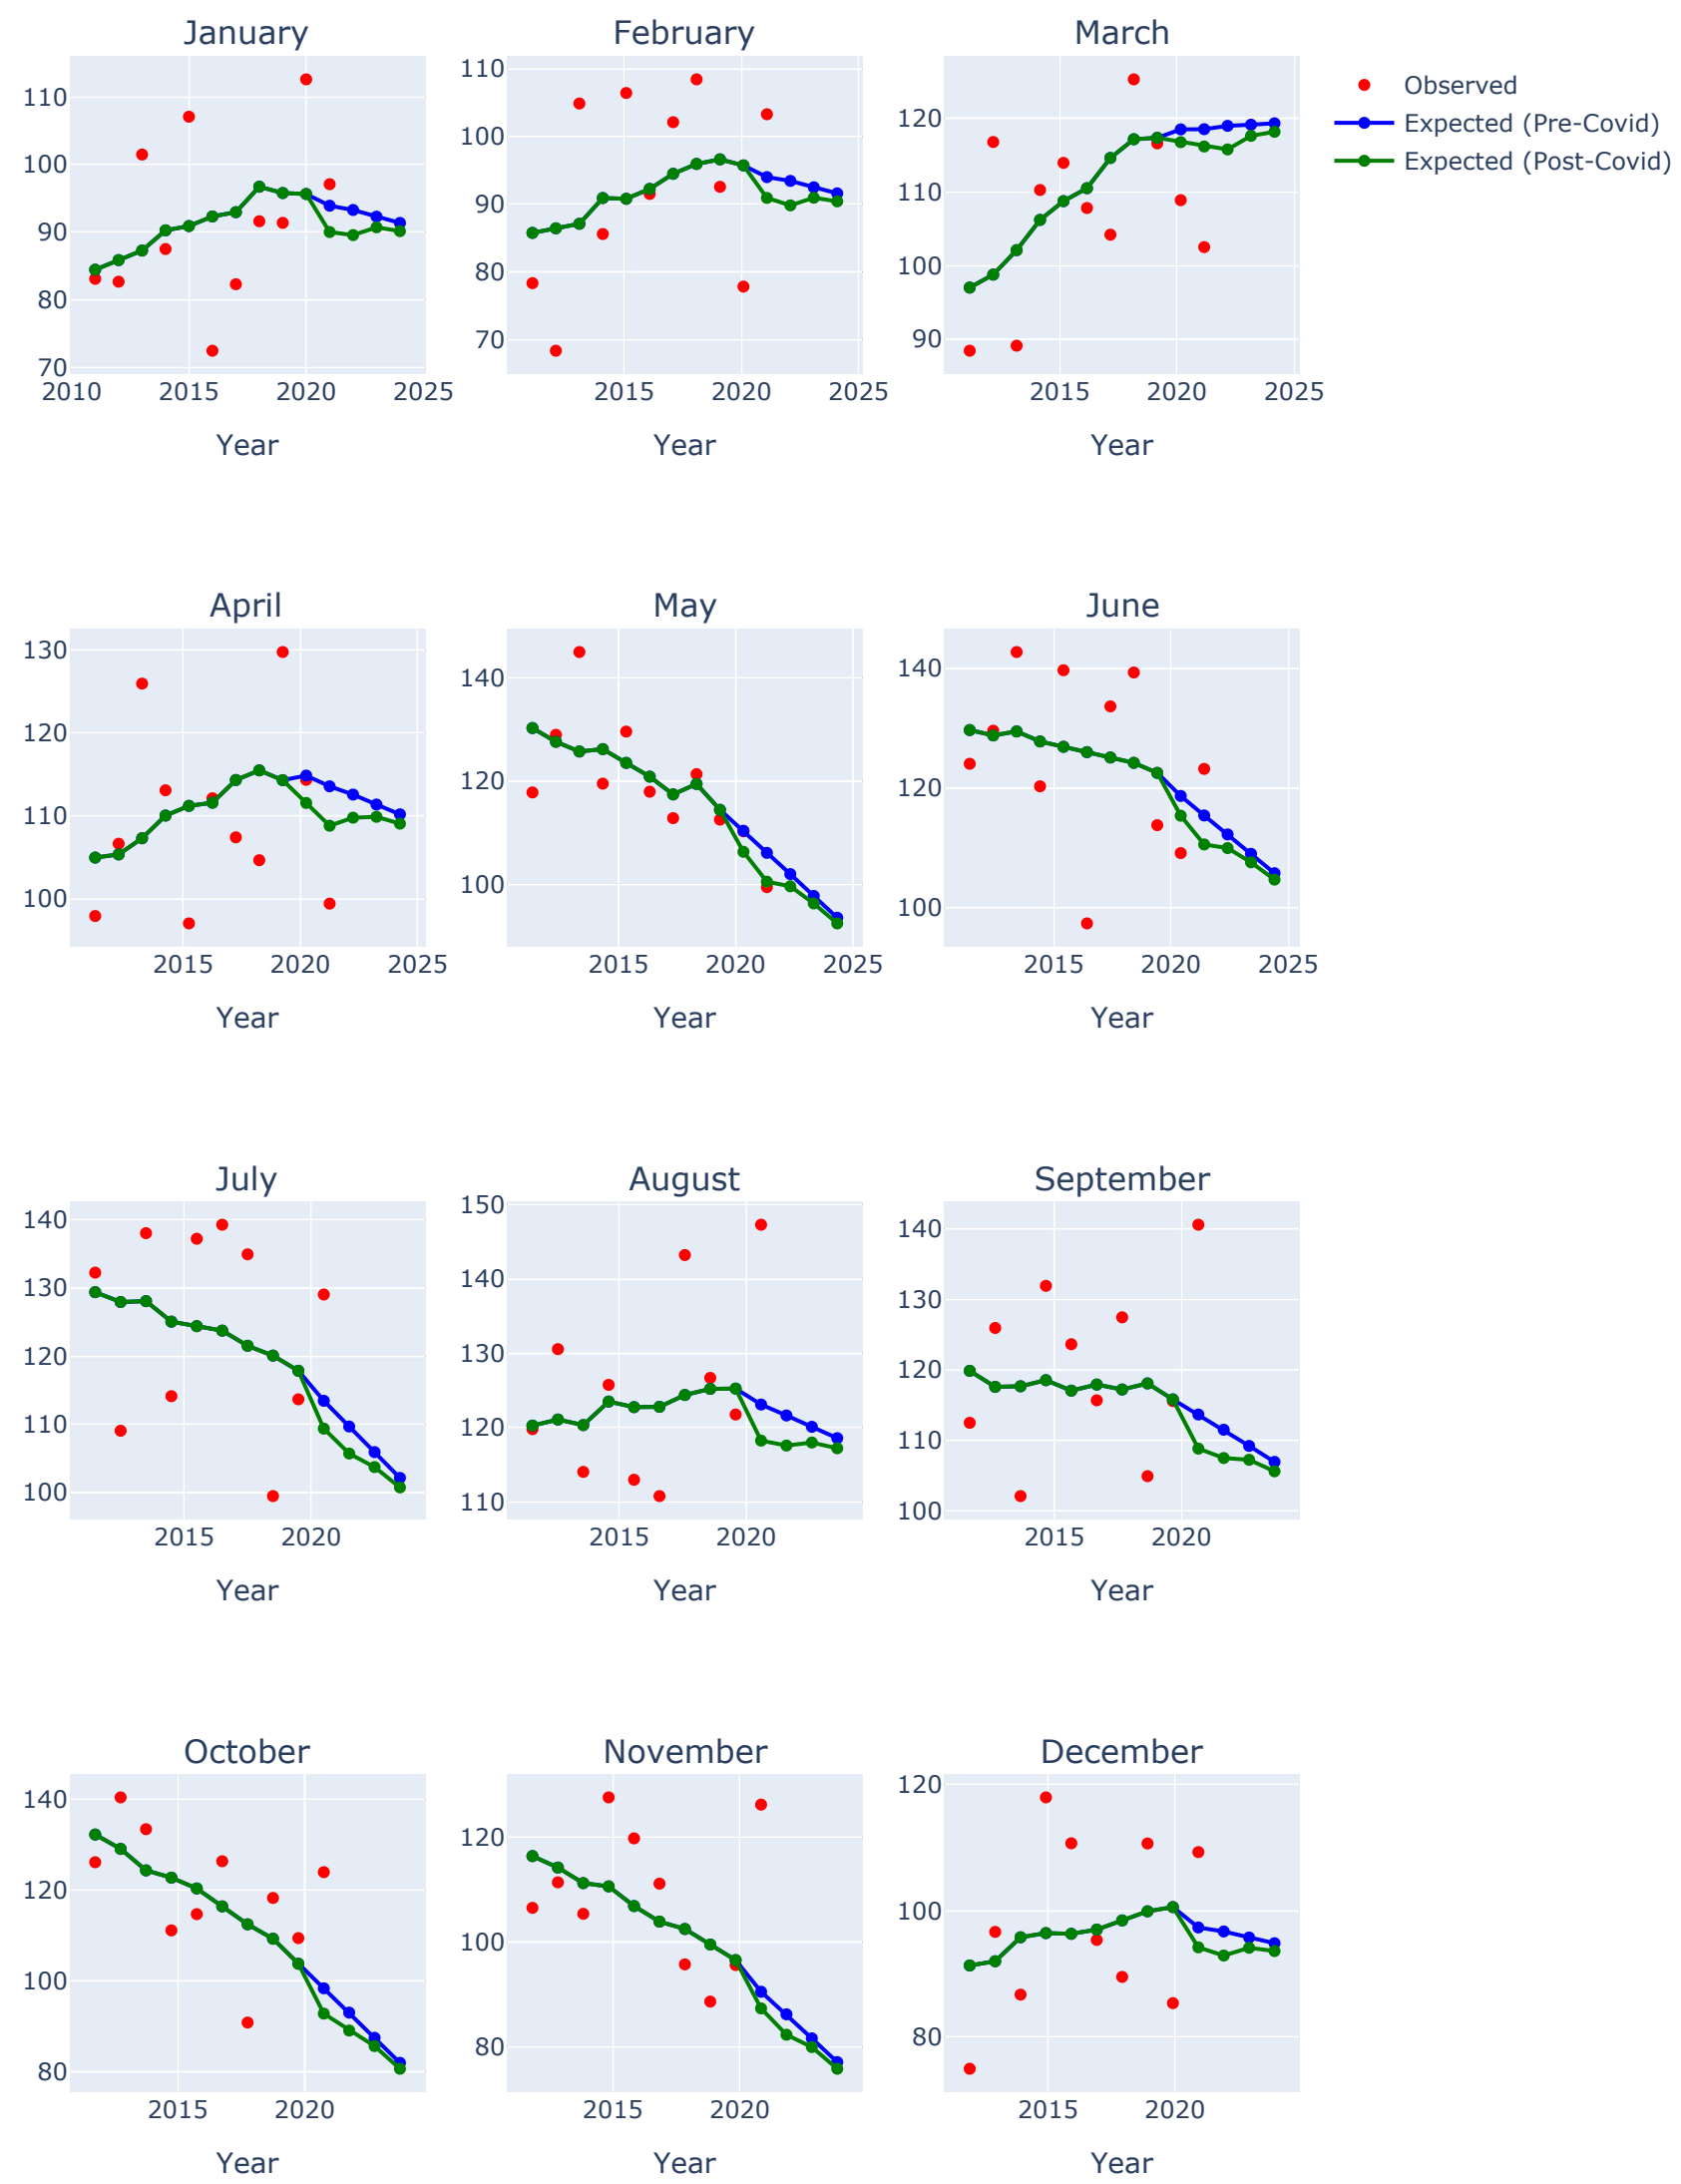 January February March
110
100
90
80
70
2010 2015 2020 2025
Year
110
100
90
80
70
2015 2020 2025
Year
120
110
100
90
2015 2020 2025
Year
Observed
Expected (Pre-Covid)
Expected (Post-Covid)
April May June
130
120
110
100
2015 2020 2025
Year
140
120
100
2015 2020 2025
Year
140
120
100
2015 2020 2025
Year
July August September
140
130
120
110
100
2015 2020
Year
150
140
130
120
110
2015 2020
Year
140
130
120
110
100
2015 2020
Year
October November December
140
120
100
80
2015 2020
Year
120
100
80
2015 2020
Year
120
100
80
2015 2020
Year